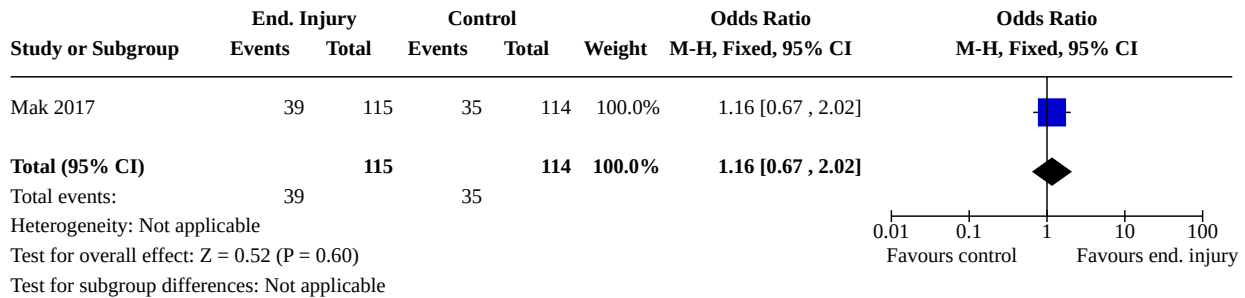 End. Injury Control Odds Ratio Odds Ratio
Study or Subgroup Events Total Events Total Weight M-H, Fixed, 95% CI M-H, Fixed, 95% CI
Mak 2017 39 115 35 114 100.0% 1.16 [0.67 , 2.02]
Total (95% CI) 115 114 100.0% 1.16 [0.67 , 2.02]
Total events: 39 35
Heterogeneity: Not applicable
0.01 0.1 1 10 100
Test for overall effect: Z = 0.52 (P = 0.60) Favours control Favours end. injury
Test for subgroup differences: Not applicable